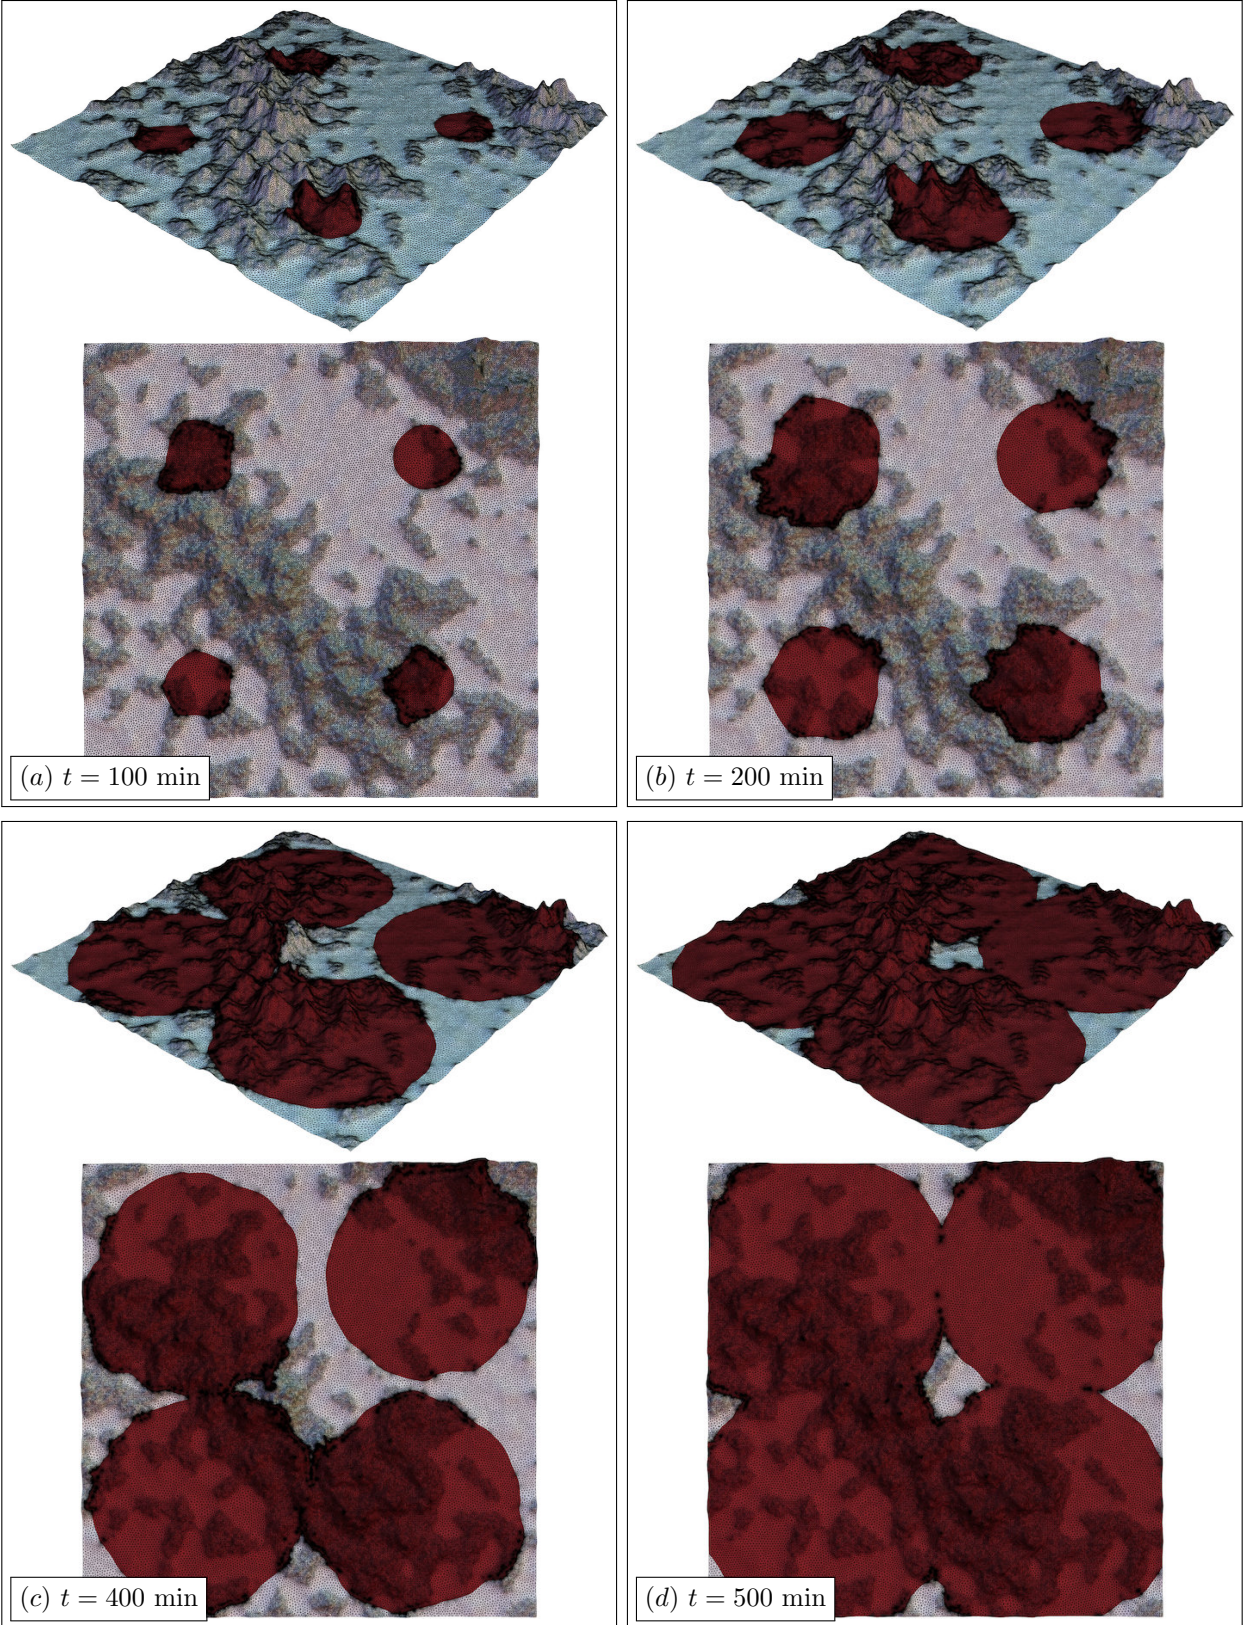 (a) t = 100 min
(b) t = 200 min
(c) t = 400 min
(d) t = 500 min